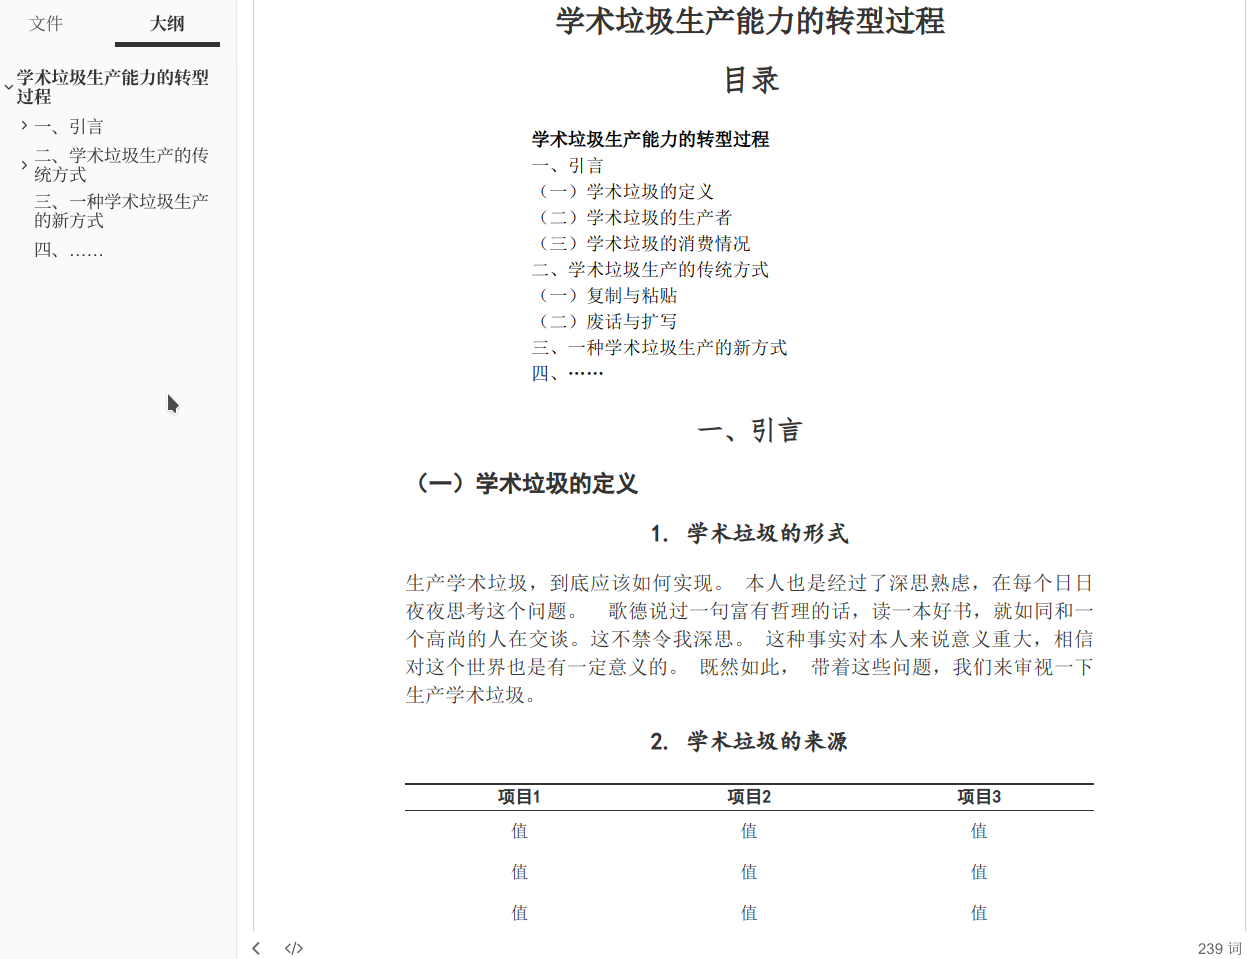 文件
大纲
学术垃圾生产能力的转型
过程
一、引言
二、学术垃圾生产的传
统方式
三、一种学术垃圾生产
的新方式
四、……
学术垃圾生产能力的转型过程
目录
学术垃圾生产能力的转型过程
一、引言
（一）学术垃圾的定义
（二）学术垃圾的生产者
（三）学术垃圾的消费情况
二、学术垃圾生产的传统方式
（一）复制与粘贴
（二）废话与扩写
三、一种学术垃圾生产的新方式
四、……
一、引言
（一）学术垃圾的定义
1. 学术垃圾的形式
生产学术垃圾，到底应该如何实现。 本人也是经过了深思熟虑，在每个日日
夜夜思考这个问题。 歌德说过一句富有哲理的话，读一本好书，就如同和一
个高尚的人在交谈。这不禁令我深思。 这种事实对本人来说意义重大，相信
对这个世界也是有一定意义的。 既然如此， 带着这些问题，我们来审视一下
生产学术垃圾。
2. 学术垃圾的来源
项目1 项目2 项目3
值 值 值
值 值 值
值 值 值
</> 239 词